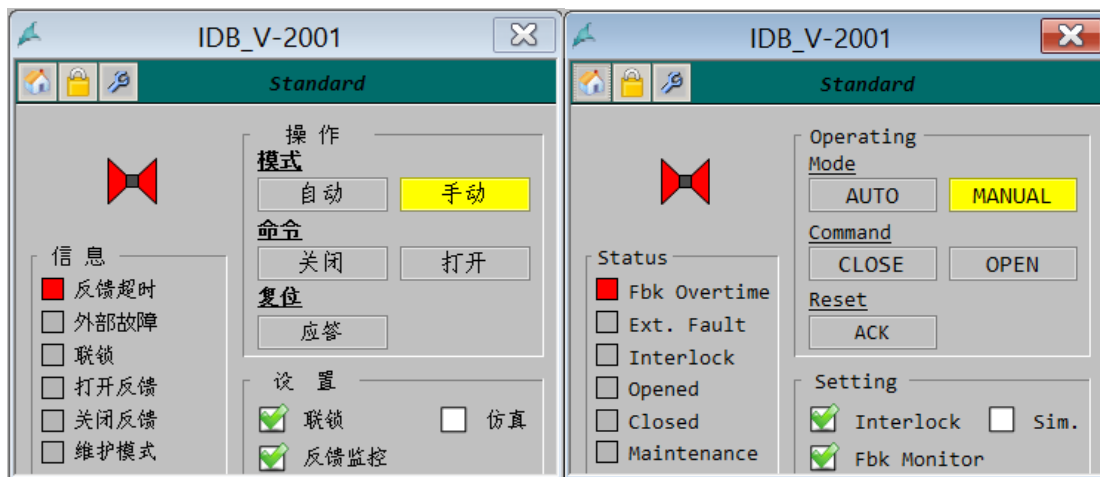 IDB_V-2001
Standard
操 作
模式
自动 手动
命令
关闭 打开
复位
应答
信 息
反馈超时
外部故障
联锁
打开反馈
关闭反馈
维护模式
设 置
联锁 仿真
反馈监控
IDB_V-2001
Standard
Operating
Mode
AUTO MANUAL
Command
CLOSE OPEN
Reset
ACK
Status
Fbk Overtime
Ext. Fault
Interlock
Opened
Closed
Maintenance
Setting
Interlock Sim.
Fbk Monitor